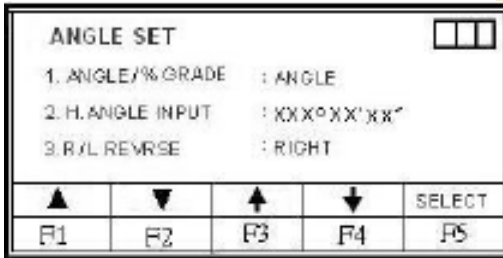 ANGLE SET
1. ANGLE/% GRADE : ANGLE
2. H.ANGLE INPUT : XXX°XX'XX"
3. R/L REVRSE : RIGHT
▲ ▼ ↑ ↓ SELECT
F1 F2 F3 F4 F5